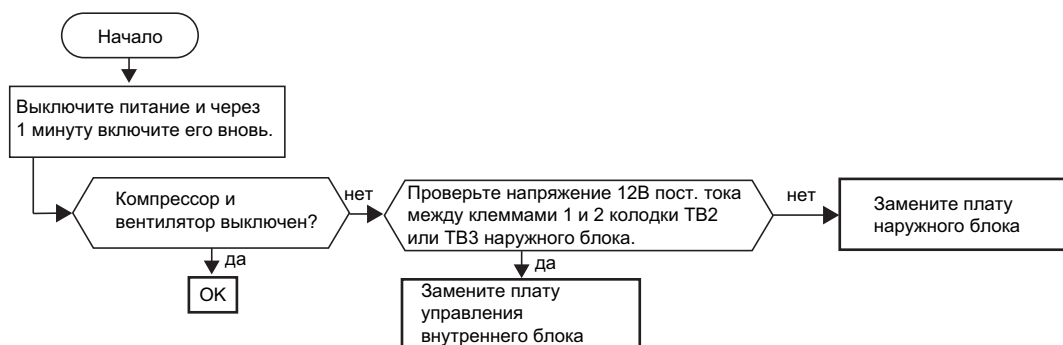 Начало
Выключите питание и через
1 минуту включите его вновь.
Компрессор и
вентилятор выключен?
нет
Проверьте напряжение 12В пост. тока
между клеммами 1 и 2 колодки ТВ2
или ТВ3 наружного блока.
нет
Замените плату
наружного блока
да
OK
да
Замените плату
управления
внутреннего блока